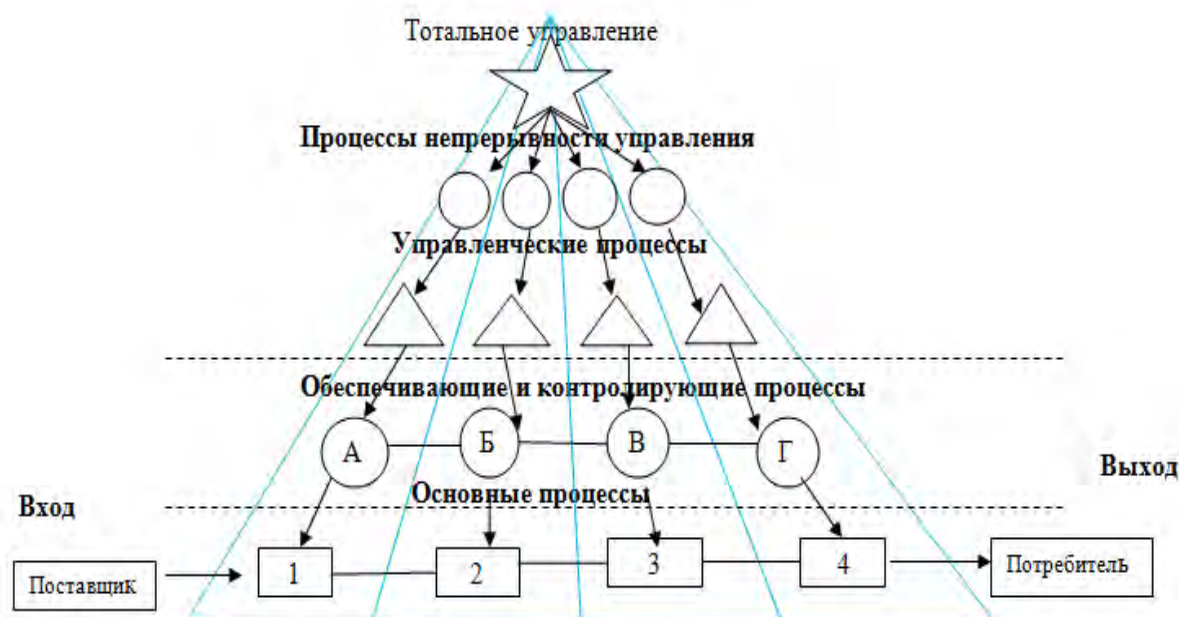 Тотальное управление
Процессы непрерывности управления
Управленческие процессы
Обеспечивающие и контролирующие процессы
А
Б
В
Г
Выход
Основные процессы
Вход
Поставщик
1
2
3
4
Потребитель